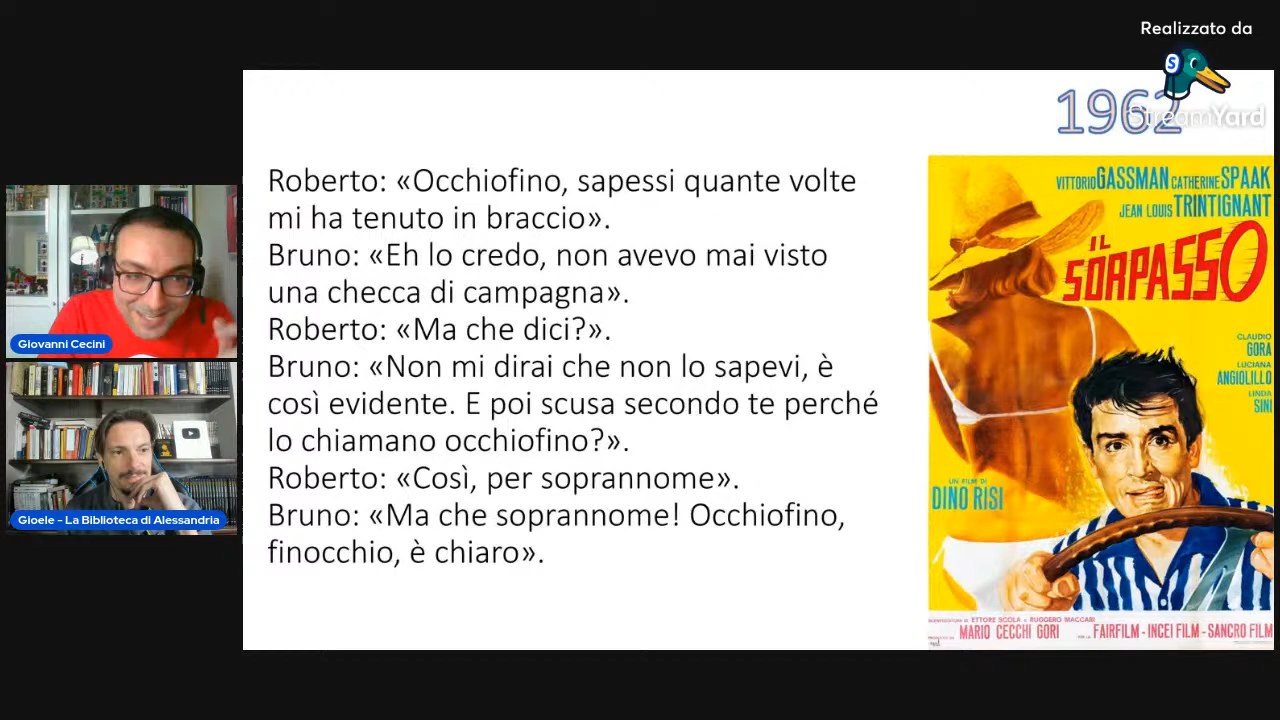 Realizzato da
StreamYard
1962
Roberto: «Occhiofino, sapessi quante volte
mi ha tenuto in braccio».
Bruno: «Eh lo credo, non avevo mai visto
una checca di campagna».
Roberto: «Ma che dici?».
Bruno: «Non mi dirai che non lo sapevi, è
così evidente. E poi scusa secondo te perché
lo chiamano occhiofino?».
Roberto: «Così, per soprannome».
Bruno: «Ma che soprannome! Occhiofino,
finocchio, è chiaro».
VITTORIO GASSMAN CATHERINE SPAAK
JEAN LOUIS TRINTIGNANT
IL
SORPASSO
CLAUDIO
GORA
LUCIANA
ANGIOLILLO
LINDA
SINI
UN FILM DI
DINO RISI
ETTORE SCOLA e RUGGERO MACCARI
MARIO CECCHI GORI
FAIRFILM - INCEI FILM - SANCRO FILM
Giovanni Cecini
Gioele - La Biblioteca di Alessandria